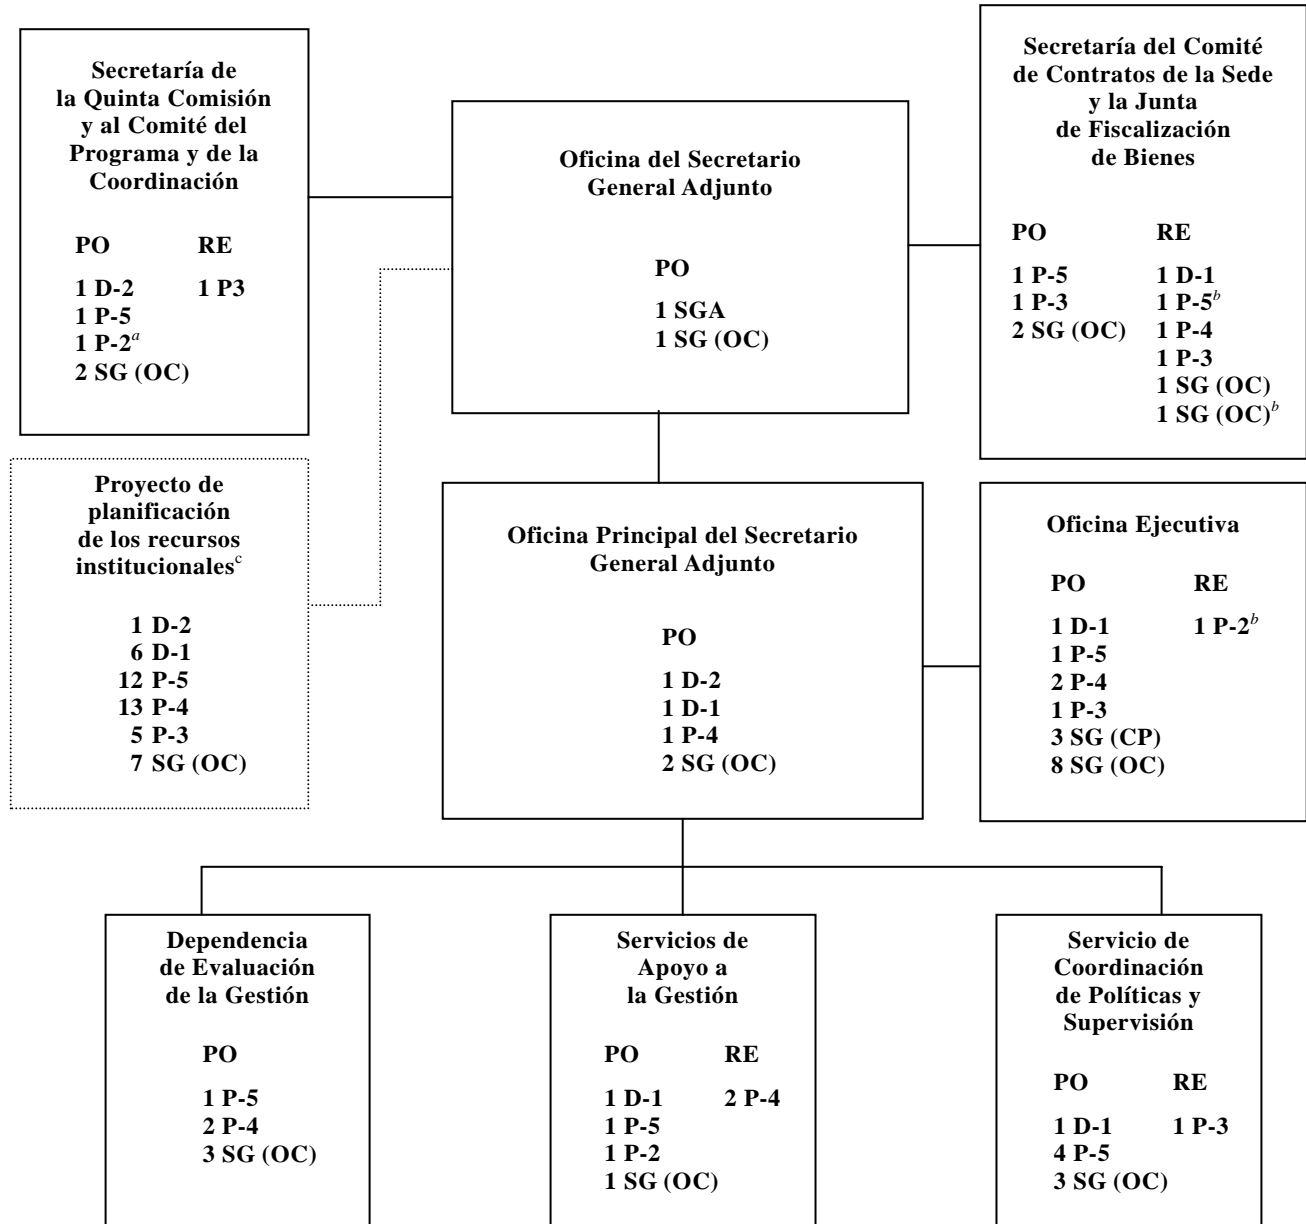 Secretaría de
la Quinta Comisión
y al Comité del
Programa y de la
Coordinación
PO RE
1 D-2 1 P3
1 P-5
1 P-2a
2 SG (OC)
Oficina del Secretario
General Adjunto
PO
1 SGA
1 SG (OC)
Secretaría del Comité
de Contratos de la Sede
y la Junta
de Fiscalización
de Bienes
PO RE
1 P-5 1 D-1
1 P-3 1 P-5b
2 SG (OC) 1 P-4
1 P-3
1 SG (OC)
1 SG (OC)b
Proyecto de
planificación
de los recursos
institucionalesc
1 D-2
6 D-1
12 P-5
13 P-4
5 P-3
7 SG (OC)
Oficina Principal del Secretario
General Adjunto
PO
1 D-2
1 D-1
1 P-4
2 SG (OC)
Oficina Ejecutiva
PO RE
1 D-1 1 P-2b
1 P-5
2 P-4
1 P-3
3 SG (CP)
8 SG (OC)
Dependencia
de Evaluación
de la Gestión
PO
1 P-5
2 P-4
3 SG (OC)
Servicios de
Apoyo a
la Gestión
PO RE
1 D-1 2 P-4
1 P-5
1 P-2
1 SG (OC)
Servicio de
Coordinación
de Políticas y
Supervisión
PO RE
1 D-1 1 P-3
4 P-5
3 SG (OC)